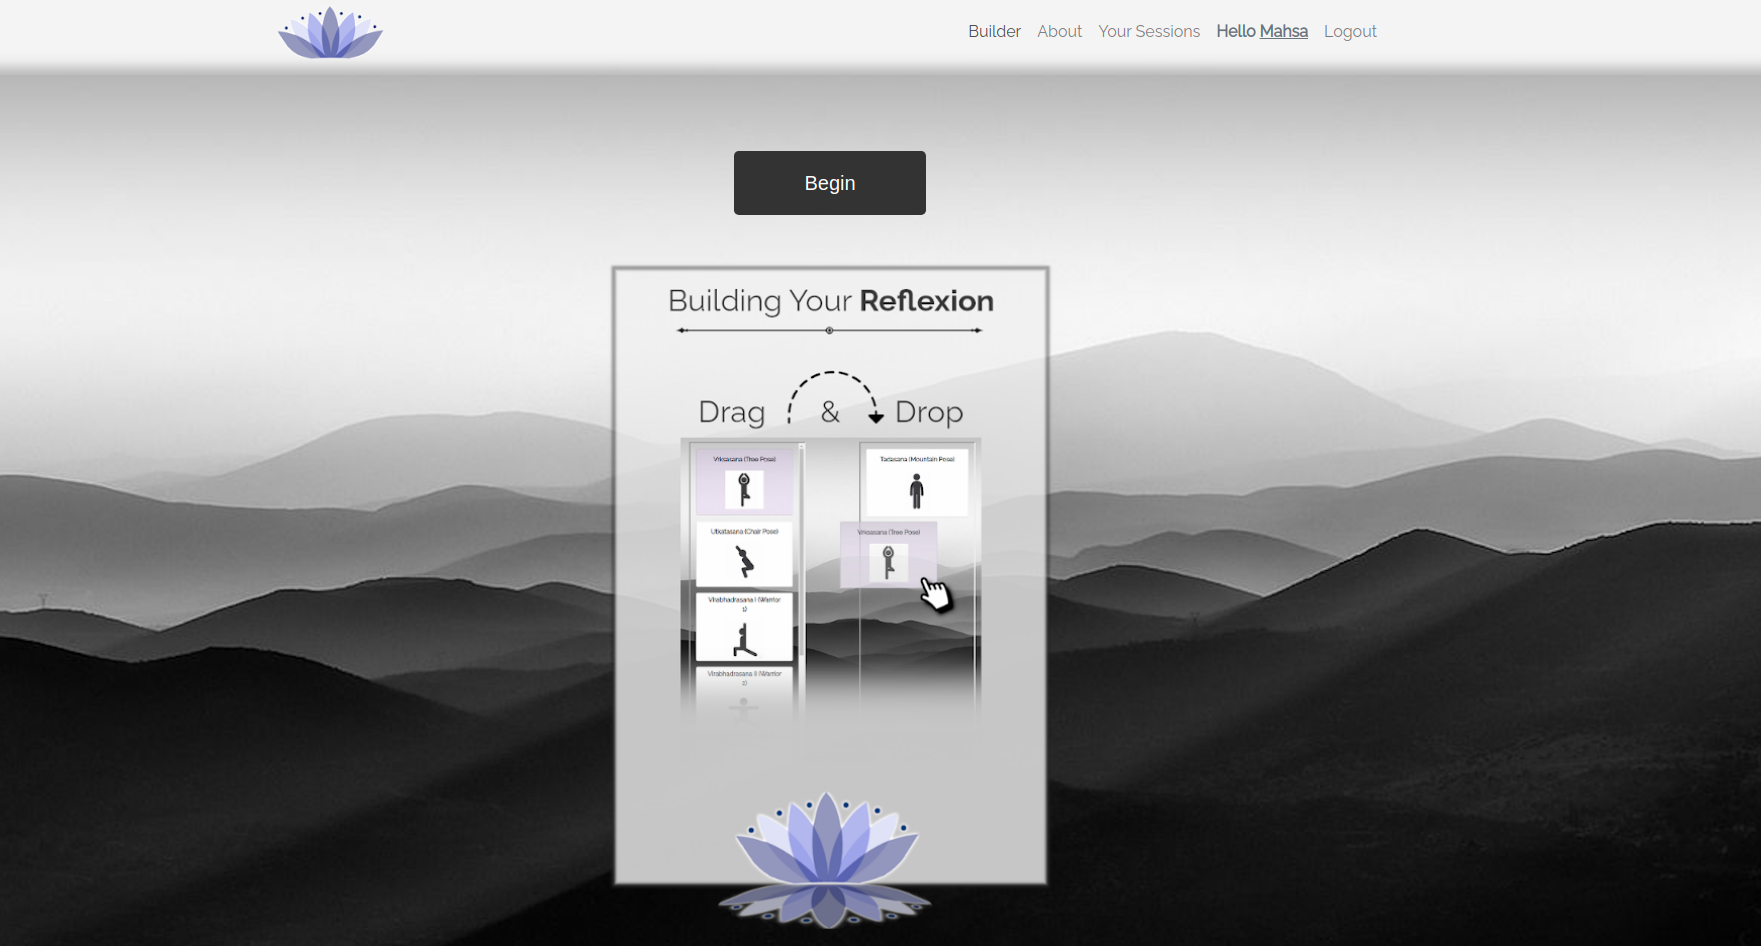 Builder About Your Sessions Hello Mahsa Logout
Begin
Building Your Reflexion
Drag & Drop
Vrksasana (Tree Pose)
Tadasana (Mountain Pose)
Utkatasana (Chair Pose)
Vrksasana (Tree Pose)
Virabhadrasana I (Warrior
1)
Virabhadrasana II (Warrior
2)